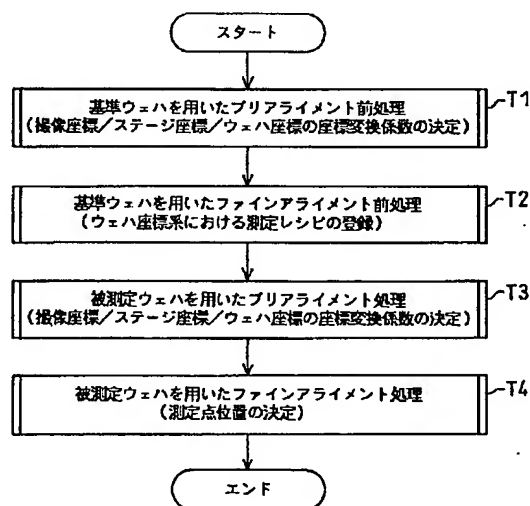 スタート
基準ウェハを用いたプリアライメント前処理
(撮像座標/ステージ座標/ウェハ座標の座標変換係数の決定)
T1
基準ウェハを用いたファインアライメント前処理
(ウェハ座標系における測定レシピの登録)
T2
被測定ウェハを用いたプリアライメント処理
(撮像座標/ステージ座標/ウェハ座標の座標変換係数の決定)
T3
被測定ウェハを用いたファインアライメント処理
(測定点位置の決定)
T4
エンド